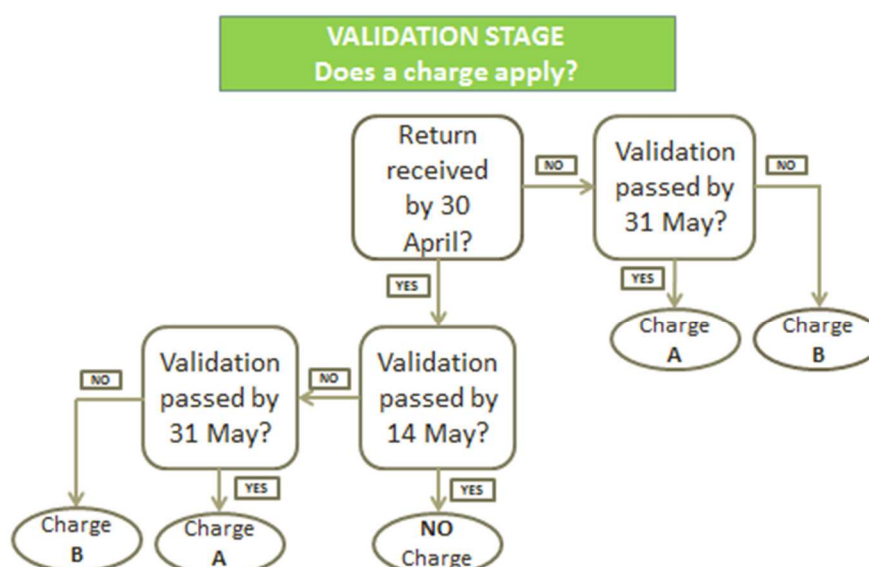 VALIDATION STAGE
Does a charge apply?
Return
received
by 30
April?
NO
Validation
passed by
31 May?
NO
YES
YES
Charge
A
Charge
B
Validation
passed by
14 May?
NO
Validation
passed by
31 May?
NO
YES
YES
Charge
B
Charge
A
NO
Charge